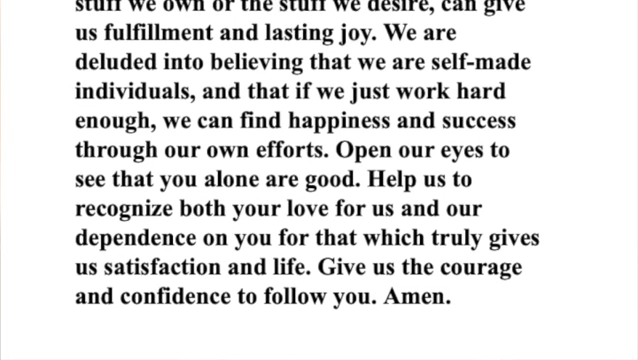 stuff we own or the stuff we desire, can give
us fulfillment and lasting joy. We are
deluded into believing that we are self-made
individuals, and that if we just work hard
enough, we can find happiness and success
through our own efforts. Open our eyes to
see that you alone are good. Help us to
recognize both your love for us and our
dependence on you for that which truly gives
us satisfaction and life. Give us the courage
and confidence to follow you. Amen.